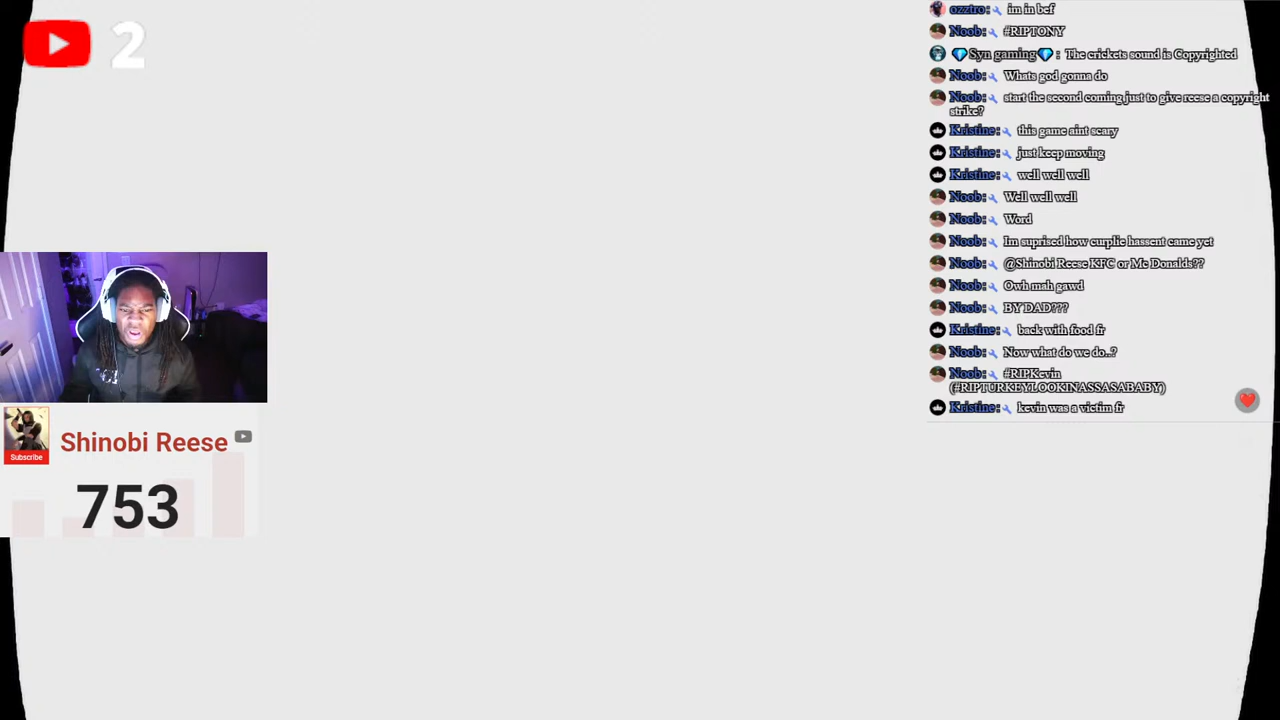 2
ozztro: im in bef
Noob: #RIPTONY
Syn gaming : The crickets sound is Copyrighted
Noob: Whats god gonna do
Noob: start the second coming just to give reese a copyright
strike?
Kristine: this game aint scary
Kristine: just keep moving
Kristine: well well well
Noob: Well well well
Noob: Word
Noob: Im suprised how curplie hassent came yet
Noob: @Shinobi Reese KFC or Mc Donalds??
Noob: Owh mah gawd
Noob: BY DAD???
Kristine: back with food fr
Noob: Now what do we do..?
Noob: #RIPKevin
(#RIPTURKEYLOOKINASSASABABY)
Kristine: kevin was a victim fr
Shinobi Reese
Subscribe
753